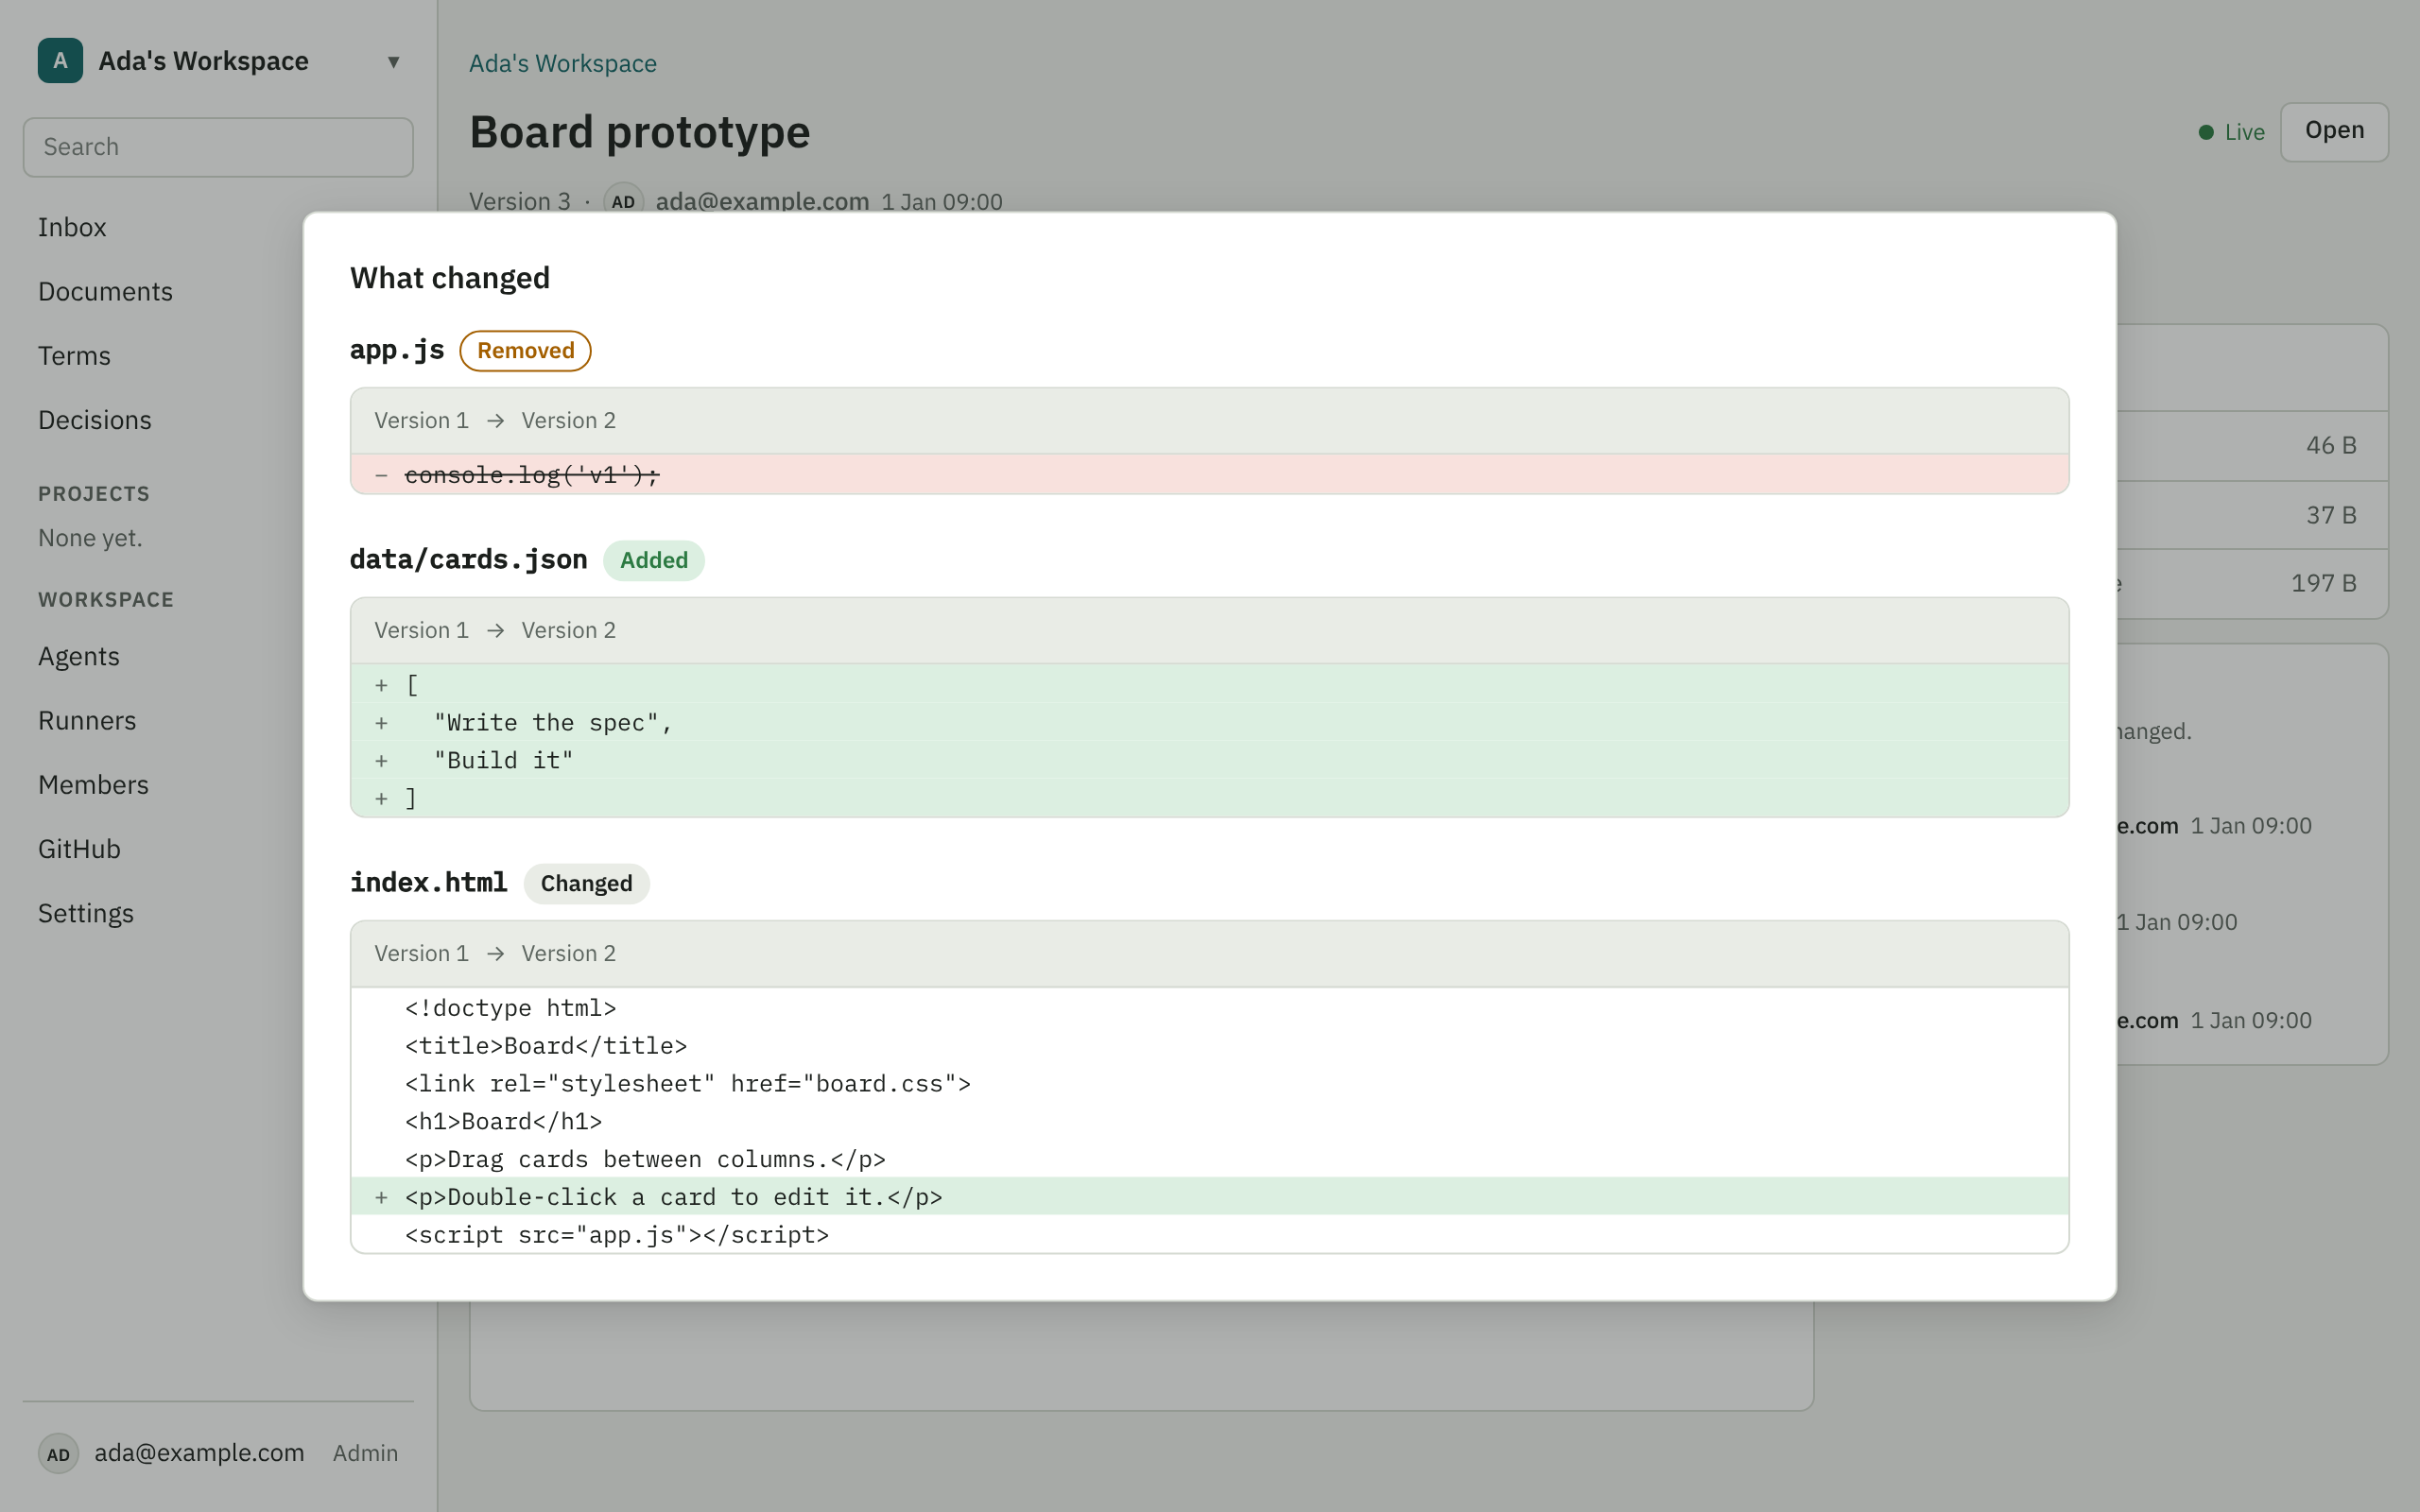 A Ada's Workspace ▼
Search
Inbox
Documents
Terms
Decisions
PROJECTS
None yet.
WORKSPACE
Agents
Runners
Members
GitHub
Settings
AD ada@example.com Admin
Ada's Workspace
Board prototype
Live Open
Version 3 · AD ada@example.com 1 Jan 09:00
What changed
app.js Removed
Version 1 → Version 2
− console.log('v1');
data/cards.json Added
Version 1 → Version 2
+ [
+ "Write the spec",
+ "Build it"
+ ]
index.html Changed
Version 1 → Version 2
<!doctype html>
<title>Board</title>
<link rel="stylesheet" href="board.css">
<h1>Board</h1>
<p>Drag cards between columns.</p>
+ <p>Double-click a card to edit it.</p>
<script src="app.js"></script>
46 B
37 B
197 B
e.com 1 Jan 09:00
1 Jan 09:00
e.com 1 Jan 09:00